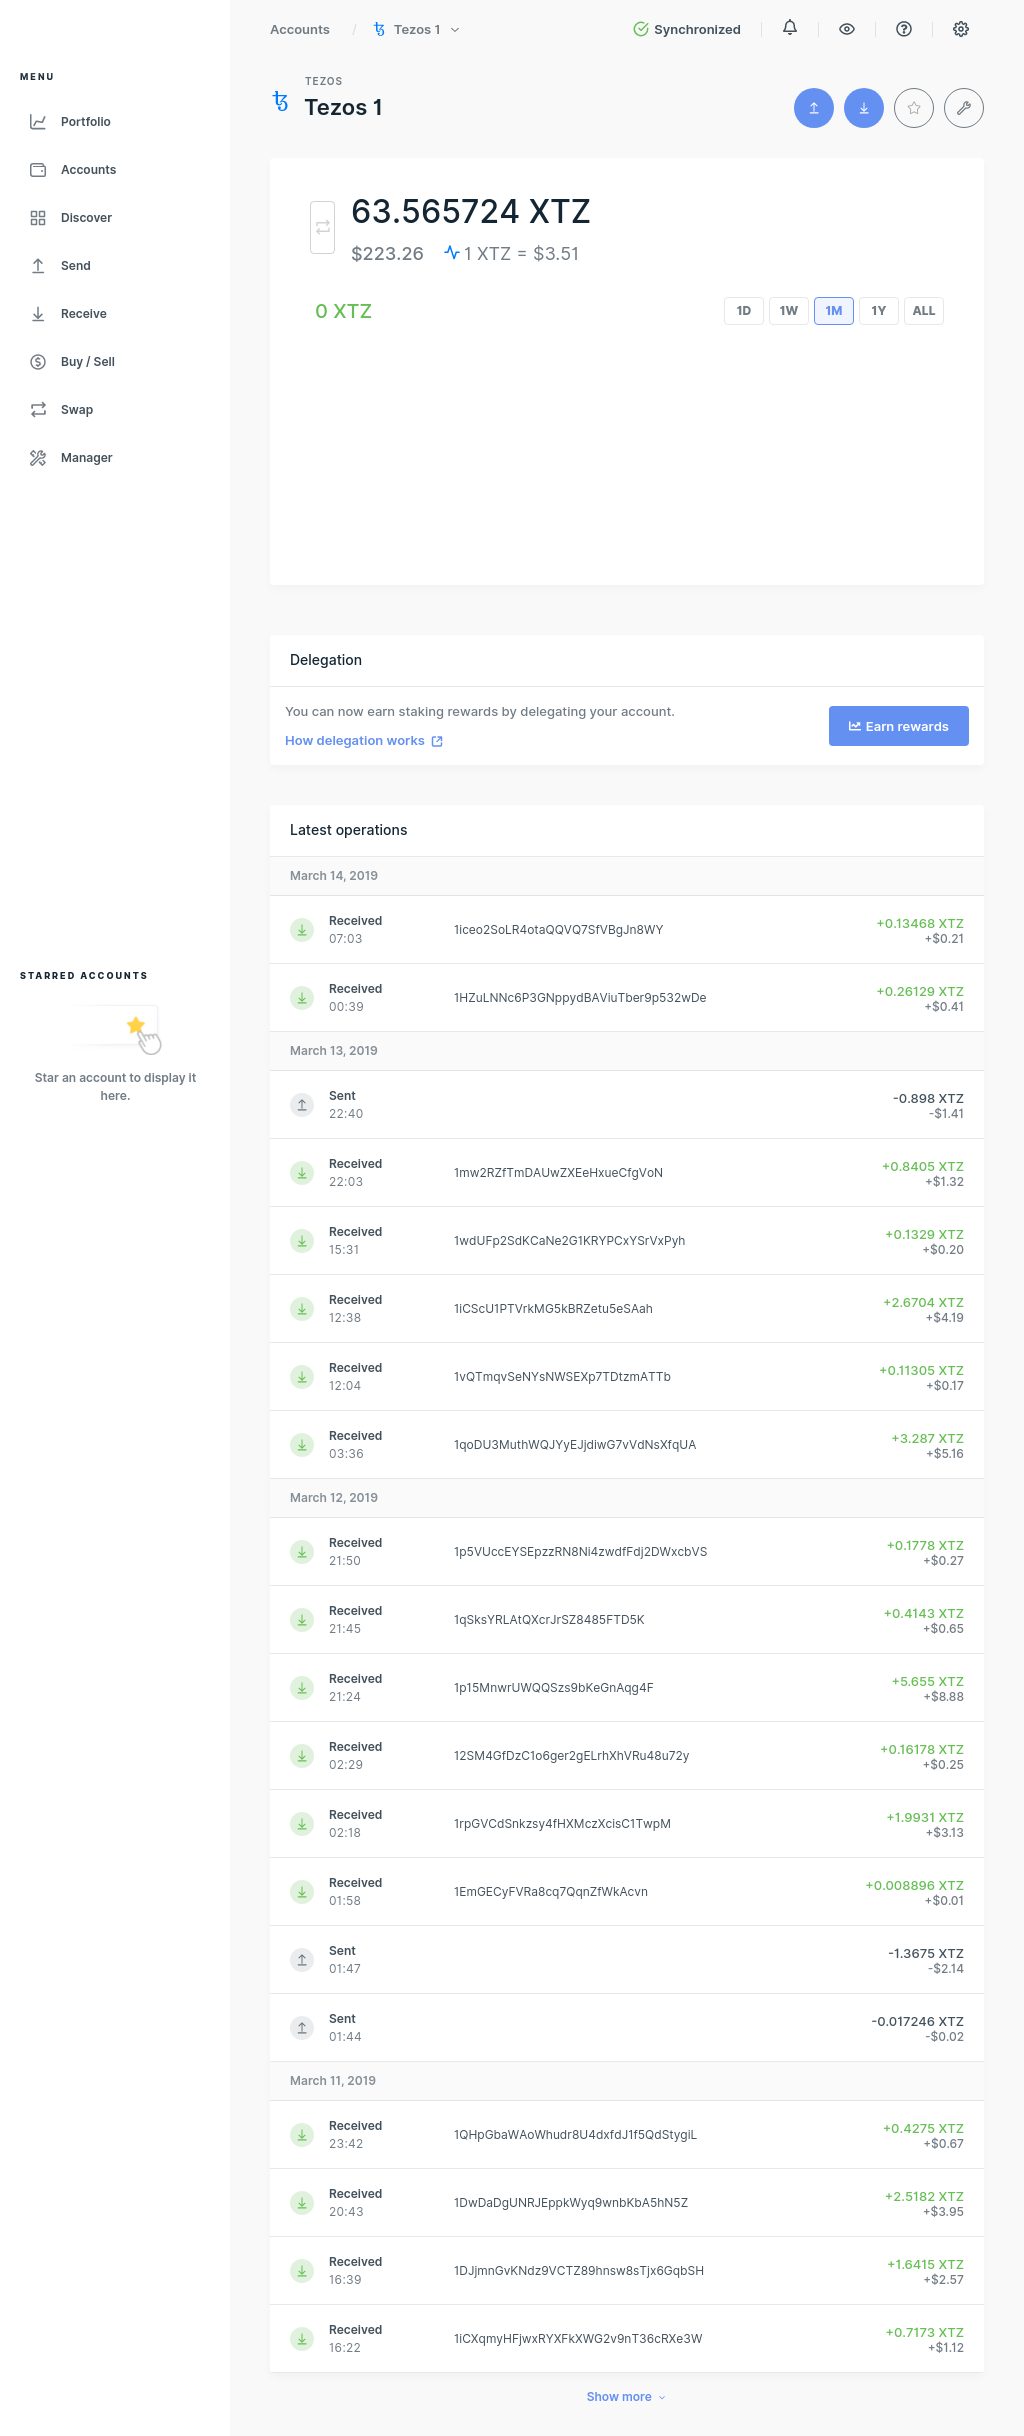 Accounts / Tezos 1 Synchronized
MENU
Portfolio
Accounts
Discover
Send
Receive
Buy / Sell
Swap
Manager
STARRED ACCOUNTS
Star an account to display it
here.
TEZOS
Tezos 1
63.565724 XTZ
$223.26 1 XTZ = $3.51
0 XTZ 1D 1W 1M 1Y ALL
Delegation
You can now earn staking rewards by delegating your account.
How delegation works
Earn rewards
Latest operations
March 14, 2019
Received 1iceo2SoLR4otaQQVQ7SfVBgJn8WY +0.13468 XTZ
07:03 +$0.21
Received 1HZuLNNc6P3GNppydBAViuTber9p532wDe +0.26129 XTZ
00:39 +$0.41
March 13, 2019
Sent -0.898 XTZ
22:40 -$1.41
Received 1mw2RZfTmDAUwZXEeHxueCfgVoN +0.8405 XTZ
22:03 +$1.32
Received 1wdUFp2SdKCaNe2G1KRYPCxYSrVxPyh +0.1329 XTZ
15:31 +$0.20
Received 1iCScU1PTVrkMG5kBRZetu5eSAah +2.6704 XTZ
12:38 +$4.19
Received 1vQTmqvSeNYsNWSEXp7TDtzmATTb +0.11305 XTZ
12:04 +$0.17
Received 1qoDU3MuthWQJYyEJjdiwG7vVdNsXfqUA +3.287 XTZ
03:36 +$5.16
March 12, 2019
Received 1p5VUccEYSEpzzRN8Ni4zwdfFdj2DWxcbVS +0.1778 XTZ
21:50 +$0.27
Received 1qSksYRLAtQXcrJrSZ8485FTD5K +0.4143 XTZ
21:45 +$0.65
Received 1p15MnwrUWQQSzs9bKeGnAqg4F +5.655 XTZ
21:24 +$8.88
Received 12SM4GfDzC1o6ger2gELrhXhVRu48u72y +0.16178 XTZ
02:29 +$0.25
Received 1rpGVCdSnkzsy4fHXMczXcisC1TwpM +1.9931 XTZ
02:18 +$3.13
Received 1EmGECyFVRa8cq7QqnZfWkAcvn +0.008896 XTZ
01:58 +$0.01
Sent -1.3675 XTZ
01:47 -$2.14
Sent -0.017246 XTZ
01:44 -$0.02
March 11, 2019
Received 1QHpGbaWAoWhudr8U4dxfdJ1f5QdStygiL +0.4275 XTZ
23:42 +$0.67
Received 1DwDaDgUNRJEppkWyq9wnbKbA5hN5Z +2.5182 XTZ
20:43 +$3.95
Received 1DJjmnGvKNdz9VCTZ89hnsw8sTjx6GqbSH +1.6415 XTZ
16:39 +$2.57
Received 1iCXqmyHFjwxRYXFkXWG2v9nT36cRXe3W +0.7173 XTZ
16:22 +$1.12
Show more